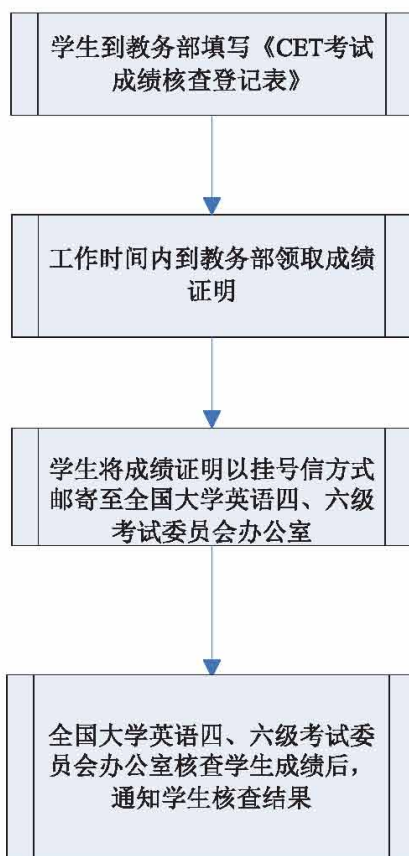 学生到教务部填写《CET考试
成绩核查登记表》
工作时间内到教务部领取成绩
证明
学生将成绩证明以挂号信方式
邮寄至全国大学英语四、六级
考试委员会办公室
全国大学英语四、六级考试委
员会办公室核查学生成绩后，
通知学生核查结果